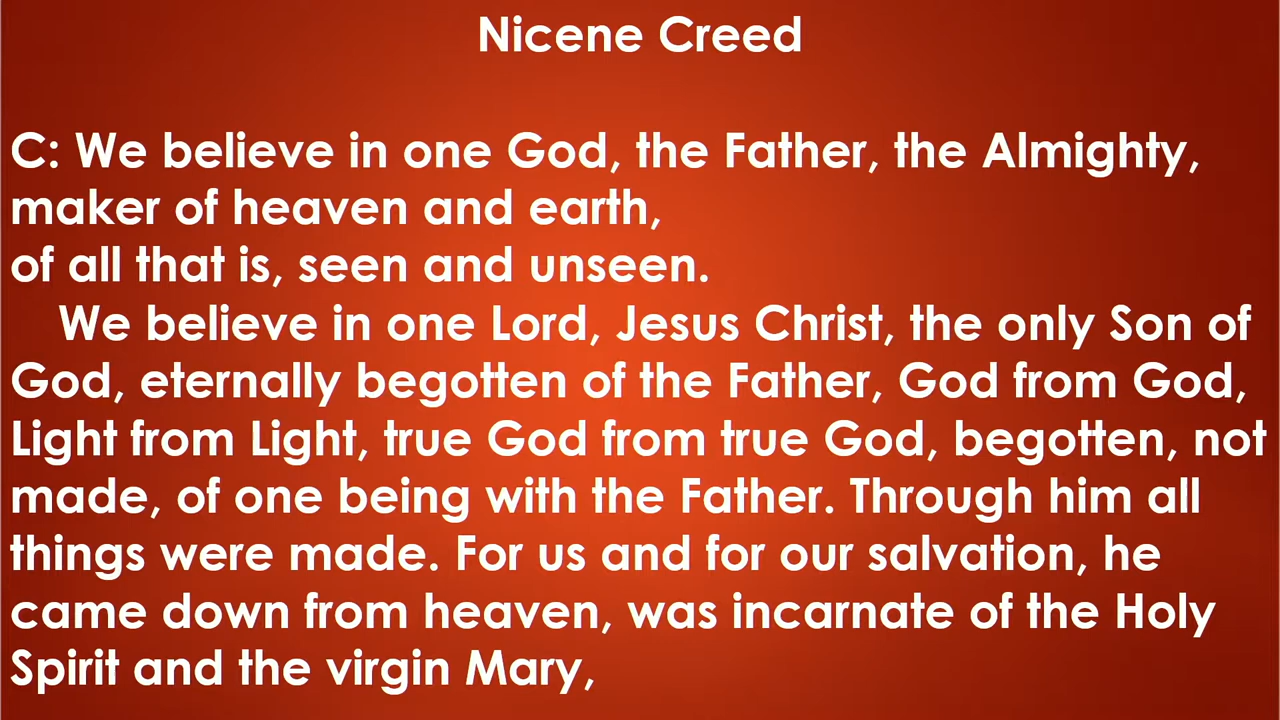 Nicene Creed
C: We believe in one God, the Father, the Almighty,
maker of heaven and earth,
of all that is, seen and unseen.
We believe in one Lord, Jesus Christ, the only Son of
God, eternally begotten of the Father, God from God,
Light from Light, true God from true God, begotten, not
made, of one being with the Father. Through him all
things were made. For us and for our salvation, he
came down from heaven, was incarnate of the Holy
Spirit and the virgin Mary,